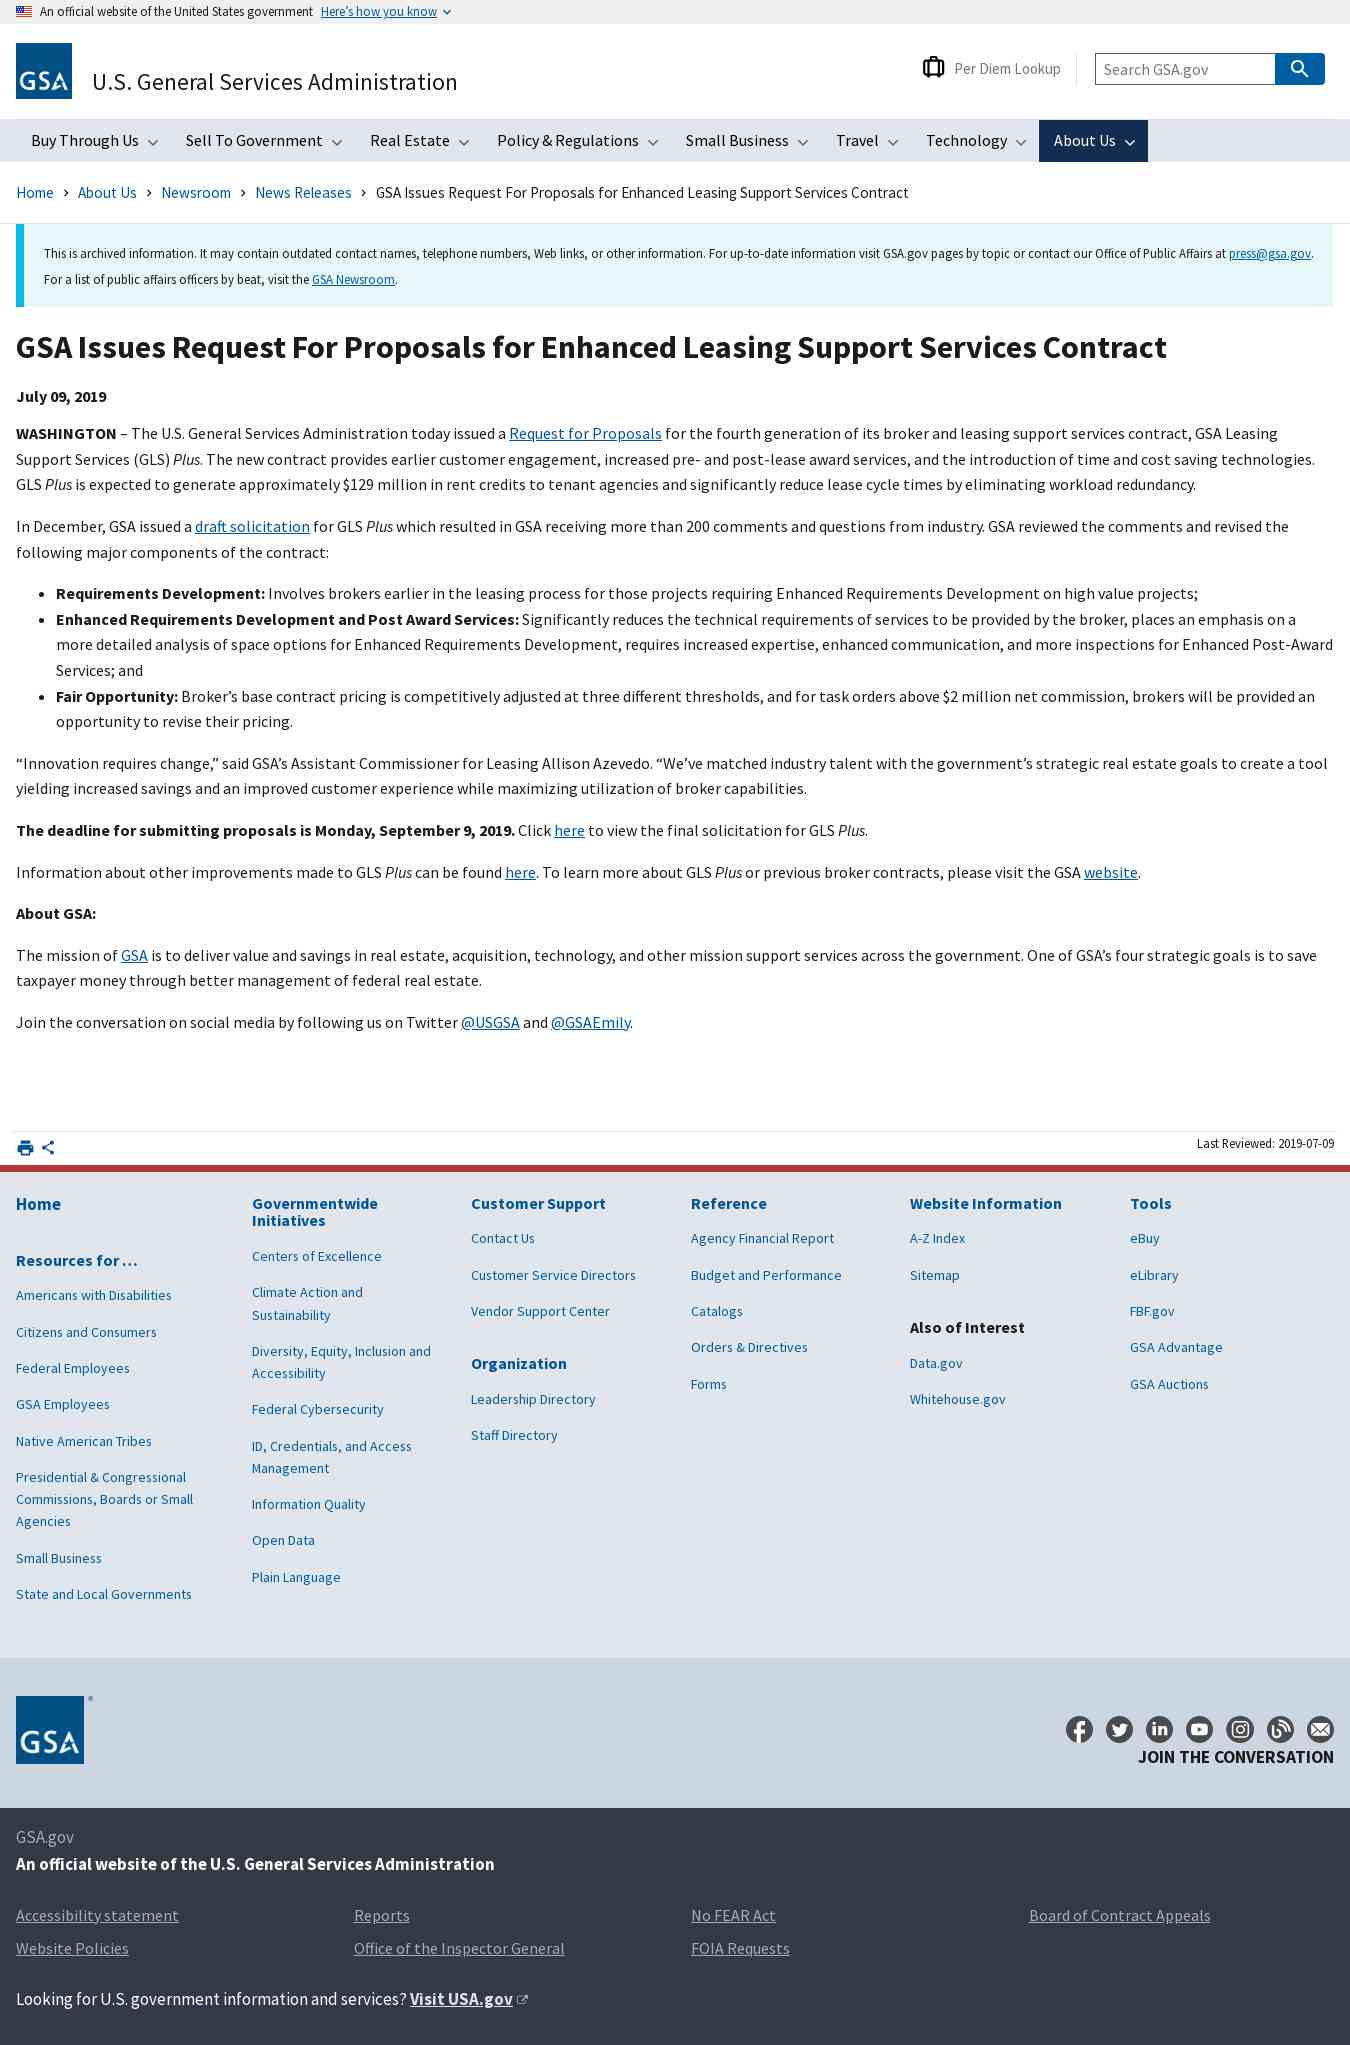 An official website of the United States government Here's how you know
GSA
U.S. General Services Administration
Per Diem Lookup
Search GSA.gov
Buy Through Us Sell To Government Real Estate Policy & Regulations Small Business Travel Technology About Us
Home About Us Newsroom News Releases GSA Issues Request For Proposals for Enhanced Leasing Support Services Contract
This is archived information. It may contain outdated contact names, telephone numbers, Web links, or other information. For up-to-date information visit GSA.gov pages by topic or contact our Office of Public Affairs at press@gsa.gov.
For a list of public affairs officers by beat, visit the GSA Newsroom.
GSA Issues Request For Proposals for Enhanced Leasing Support Services Contract
July 09, 2019
WASHINGTON – The U.S. General Services Administration today issued a Request for Proposals for the fourth generation of its broker and leasing support services contract, GSA Leasing
Support Services (GLS) Plus. The new contract provides earlier customer engagement, increased pre- and post-lease award services, and the introduction of time and cost saving technologies.
GLS Plus is expected to generate approximately $129 million in rent credits to tenant agencies and significantly reduce lease cycle times by eliminating workload redundancy.
In December, GSA issued a draft solicitation for GLS Plus which resulted in GSA receiving more than 200 comments and questions from industry. GSA reviewed the comments and revised the
following major components of the contract:
• Requirements Development: Involves brokers earlier in the leasing process for those projects requiring Enhanced Requirements Development on high value projects;
• Enhanced Requirements Development and Post Award Services: Significantly reduces the technical requirements of services to be provided by the broker, places an emphasis on a
more detailed analysis of space options for Enhanced Requirements Development, requires increased expertise, enhanced communication, and more inspections for Enhanced Post-Award
Services; and
• Fair Opportunity: Broker’s base contract pricing is competitively adjusted at three different thresholds, and for task orders above $2 million net commission, brokers will be provided an
opportunity to revise their pricing.
“Innovation requires change,” said GSA’s Assistant Commissioner for Leasing Allison Azevedo. “We’ve matched industry talent with the government’s strategic real estate goals to create a tool
yielding increased savings and an improved customer experience while maximizing utilization of broker capabilities.
The deadline for submitting proposals is Monday, September 9, 2019. Click here to view the final solicitation for GLS Plus.
Information about other improvements made to GLS Plus can be found here. To learn more about GLS Plus or previous broker contracts, please visit the GSA website.
About GSA:
The mission of GSA is to deliver value and savings in real estate, acquisition, technology, and other mission support services across the government. One of GSA’s four strategic goals is to save
taxpayer money through better management of federal real estate.
Join the conversation on social media by following us on Twitter @USGSA and @GSAEmily.
Last Reviewed: 2019-07-09
Home
Resources for …
Americans with Disabilities
Citizens and Consumers
Federal Employees
GSA Employees
Native American Tribes
Presidential & Congressional
Commissions, Boards or Small
Agencies
Small Business
State and Local Governments
Governmentwide
Initiatives
Centers of Excellence
Climate Action and
Sustainability
Diversity, Equity, Inclusion and
Accessibility
Federal Cybersecurity
ID, Credentials, and Access
Management
Information Quality
Open Data
Plain Language
Customer Support
Contact Us
Customer Service Directors
Vendor Support Center
Organization
Leadership Directory
Staff Directory
Reference
Agency Financial Report
Budget and Performance
Catalogs
Orders & Directives
Forms
Website Information
A-Z Index
Sitemap
Also of Interest
Data.gov
Whitehouse.gov
Tools
eBuy
eLibrary
FBF.gov
GSA Advantage
GSA Auctions
GSA ®
JOIN THE CONVERSATION
GSA.gov
An official website of the U.S. General Services Administration
Accessibility statement Reports No FEAR Act Board of Contract Appeals
Website Policies Office of the Inspector General FOIA Requests
Looking for U.S. government information and services? Visit USA.gov